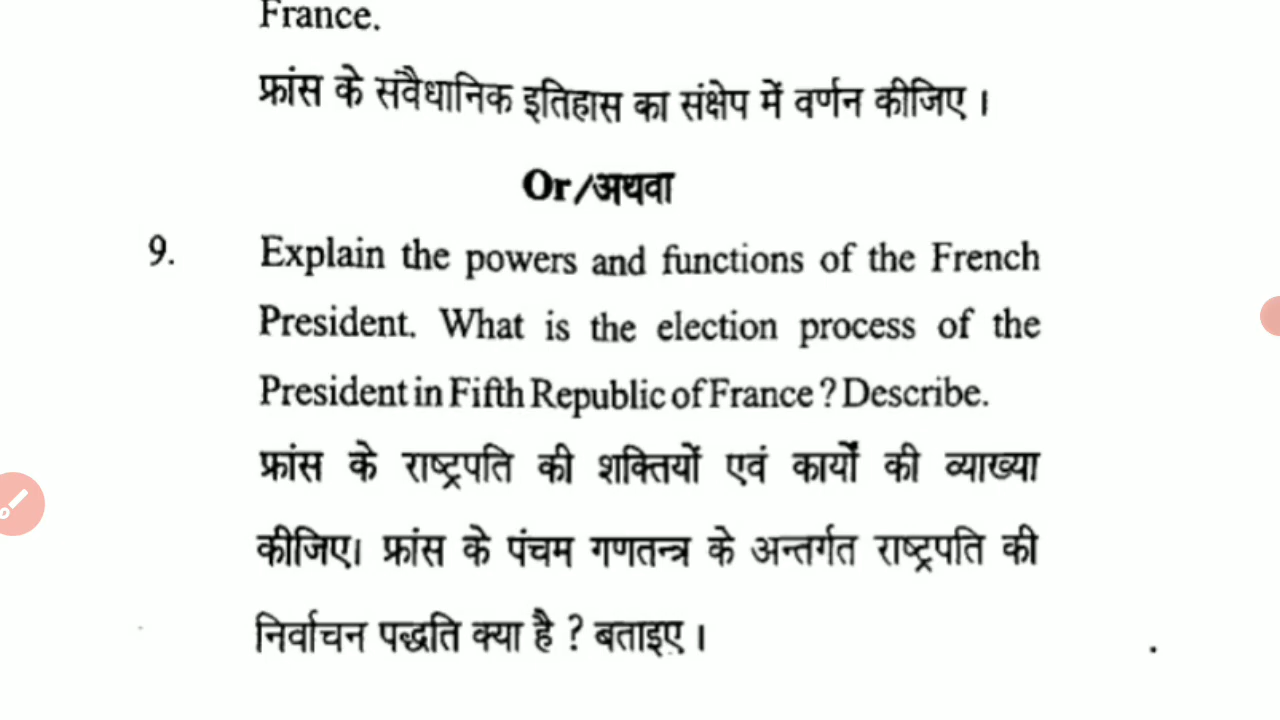 France.
फ्रांस के सवैधानिक इतिहास का संक्षेप में वर्णन कीजिए ।
Or/अथवा
9. Explain the powers and functions of the French
President. What is the election process of the
President in Fifth Republic of France ? Describe.
फ्रांस के राष्ट्रपति की शक्तियों एवं कार्यों की व्याख्या
कीजिए। फ्रांस के पंचम गणतन्त्र के अन्तर्गत राष्ट्रपति की
निर्वाचन पद्धति क्या है ? बताइए ।